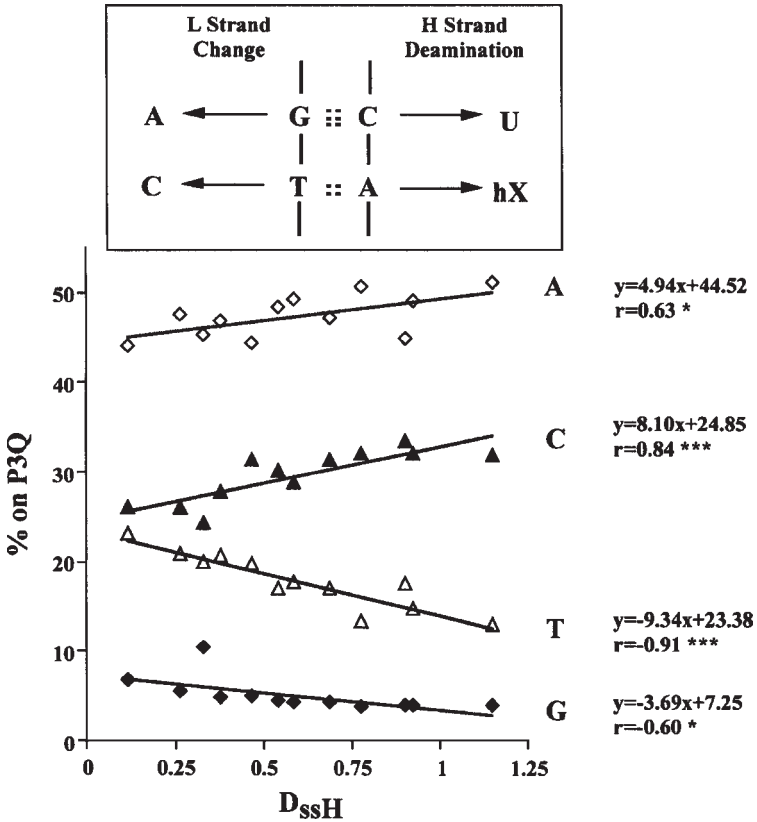 L Strand Change
H Strand Deamination
A G C U
C T A hX
50
40
30
20
10
0
% on P3Q
A
C
T
G
y=4.94x+44.52
r=0.63 *
y=8.10x+24.85
r=0.84 ***
y=-9.34x+23.38
r=-0.91 ***
y=-3.69x+7.25
r=-0.60 *
0 0.25 0.5 0.75 1 1.25
DssH